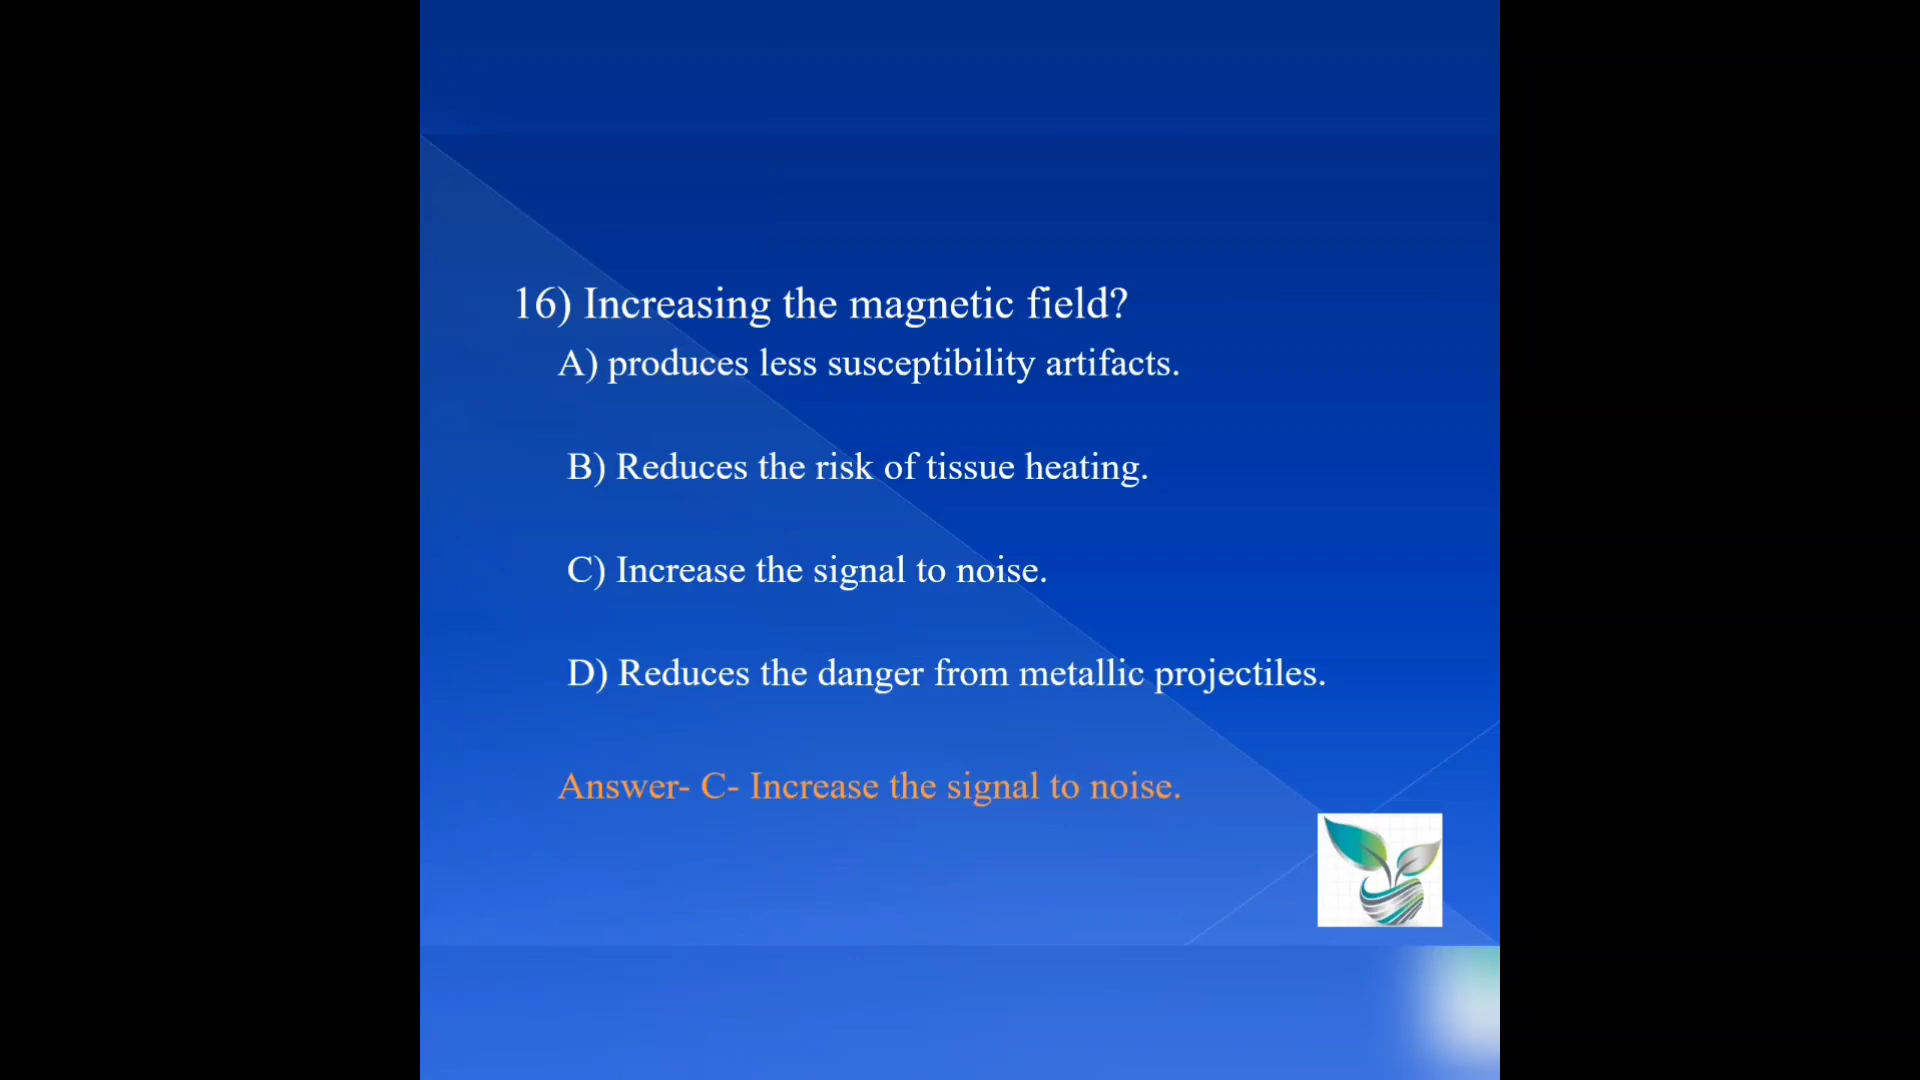 16) Increasing the magnetic field?
A) produces less susceptibility artifacts.
B) Reduces the risk of tissue heating.
C) Increase the signal to noise.
D) Reduces the danger from metallic projectiles.
Answer- C- Increase the signal to noise.